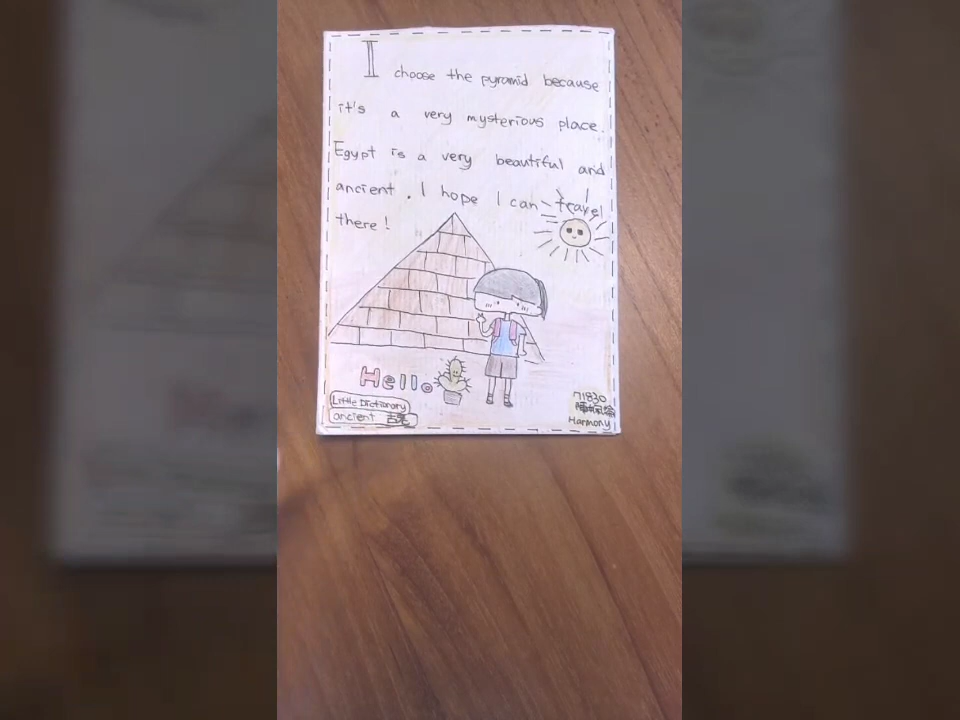 I choose the pyramid because
it's a very mysterious place.
Egypt is a very beautiful and
ancient. I hope I can travel
there!
Hello
Little Dictionary
ancient 古老
71830
Harmony